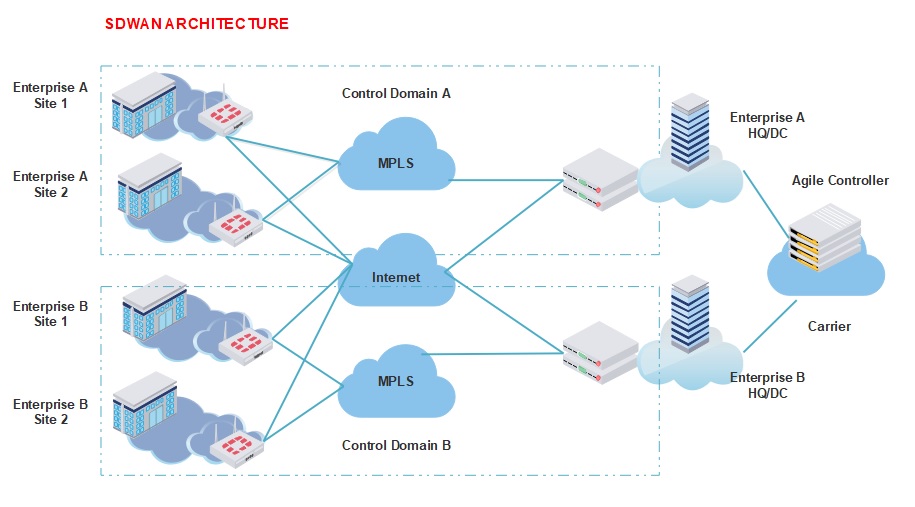 SDWAN ARCHITECTURE
Enterprise A
Site 1
Control Domain A
Enterprise A
HQ/DC
MPLS
Enterprise A
Site 2
Agile Controller
Internet
Enterprise B
Site 1
Carrier
MPLS
Enterprise B
HQ/DC
Enterprise B
Site 2
Control Domain B